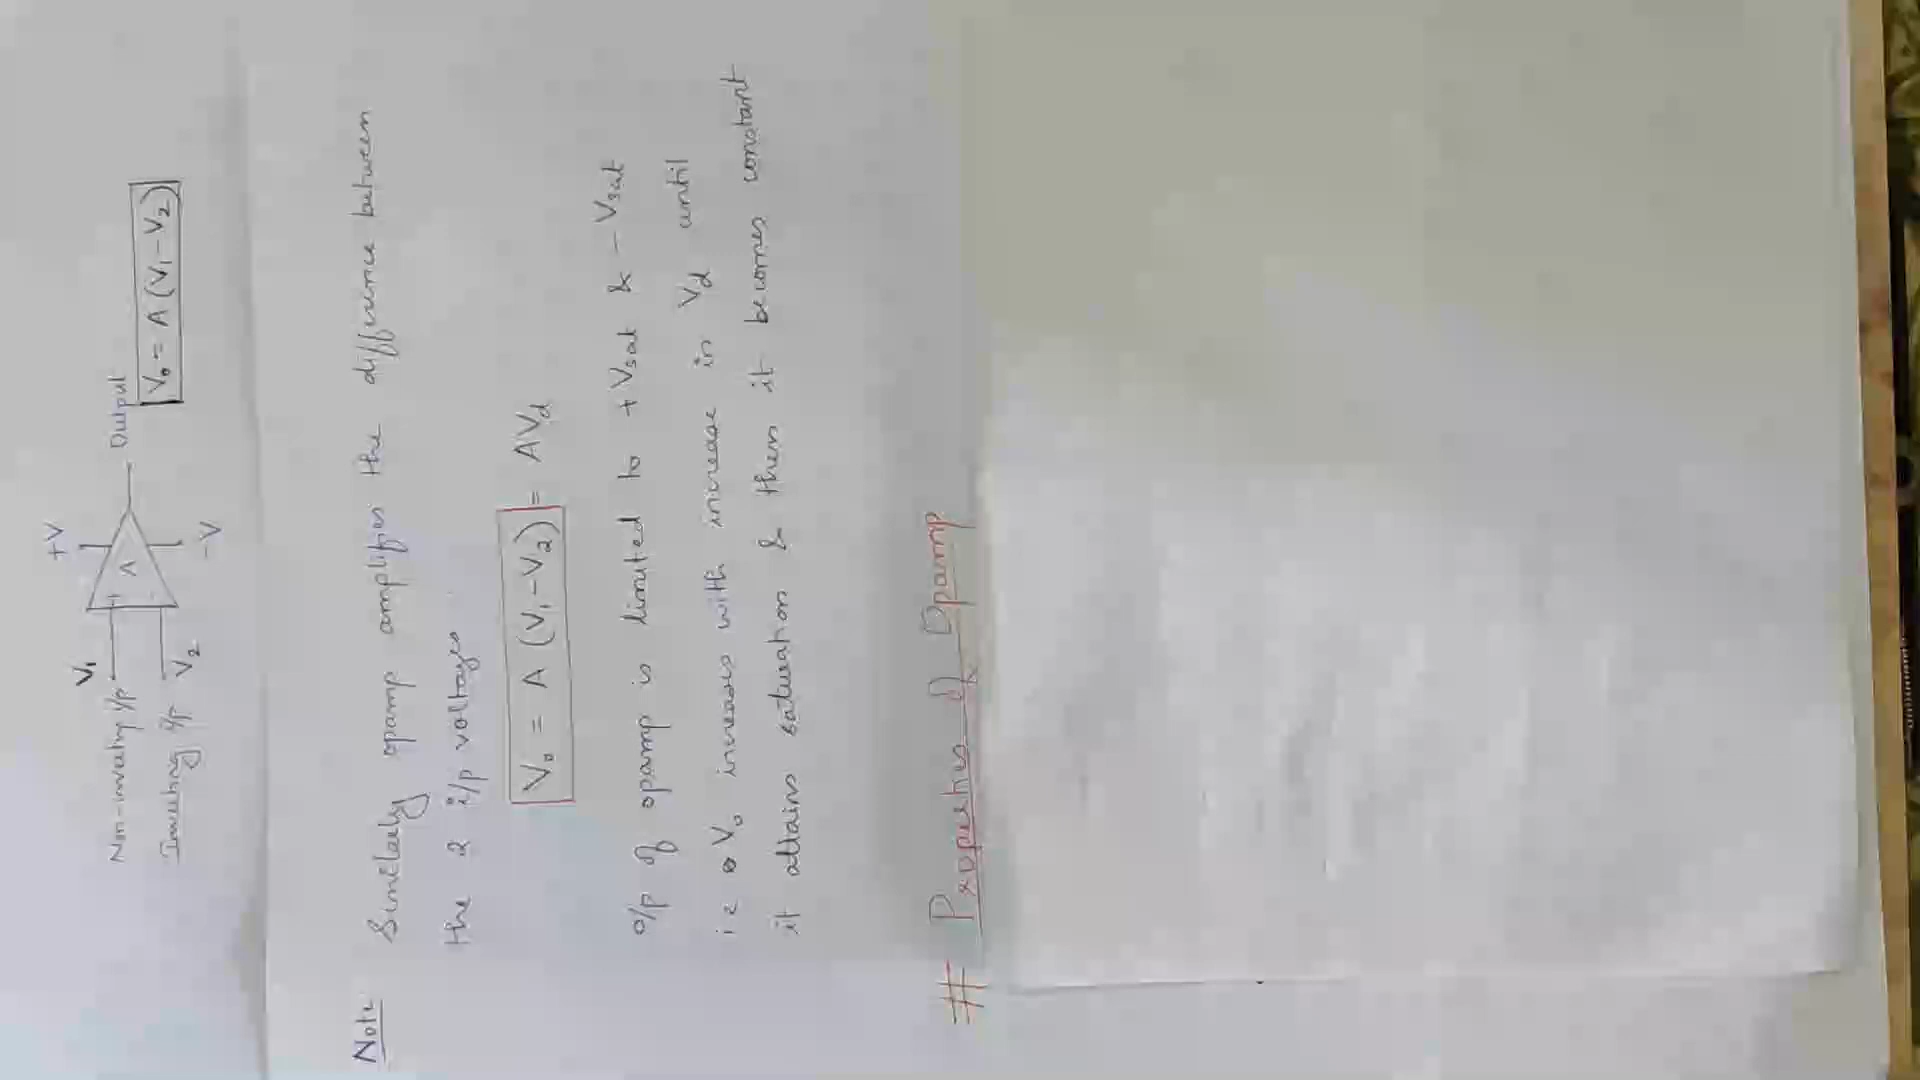 +V
V₁
Non-inverting i/p
+
A
-
Output
Inverting i/p
V₂
-V
V₀ = A (V₁ - V₂)
Note Similarly opamp amplifies the difference between
the 2 i/p voltages
V₀ = A (V₁ - V₂) = AVd
o/p of opamp is limited to + Vsat & - Vsat
i.e V₀ increases with increase in Vd until
it attains saturation & then it becomes constant
# Properties of Opamp